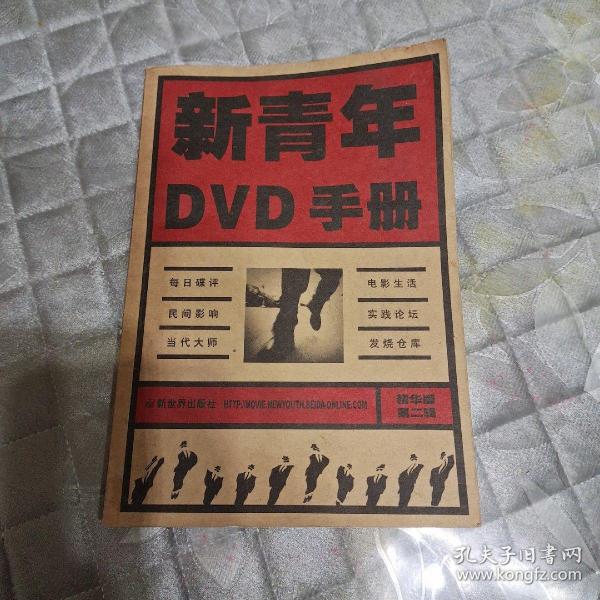 新青年
DVD 手册
每日碟评
民间影响
当代大师
电影生活
实践论坛
发烧仓库
新世界出版社 HTTP://MOVIE.NEWYOUTH.BEIDA-ONLINE.COM
精华版
第二辑
孔夫子旧书网
www.kongfz.com